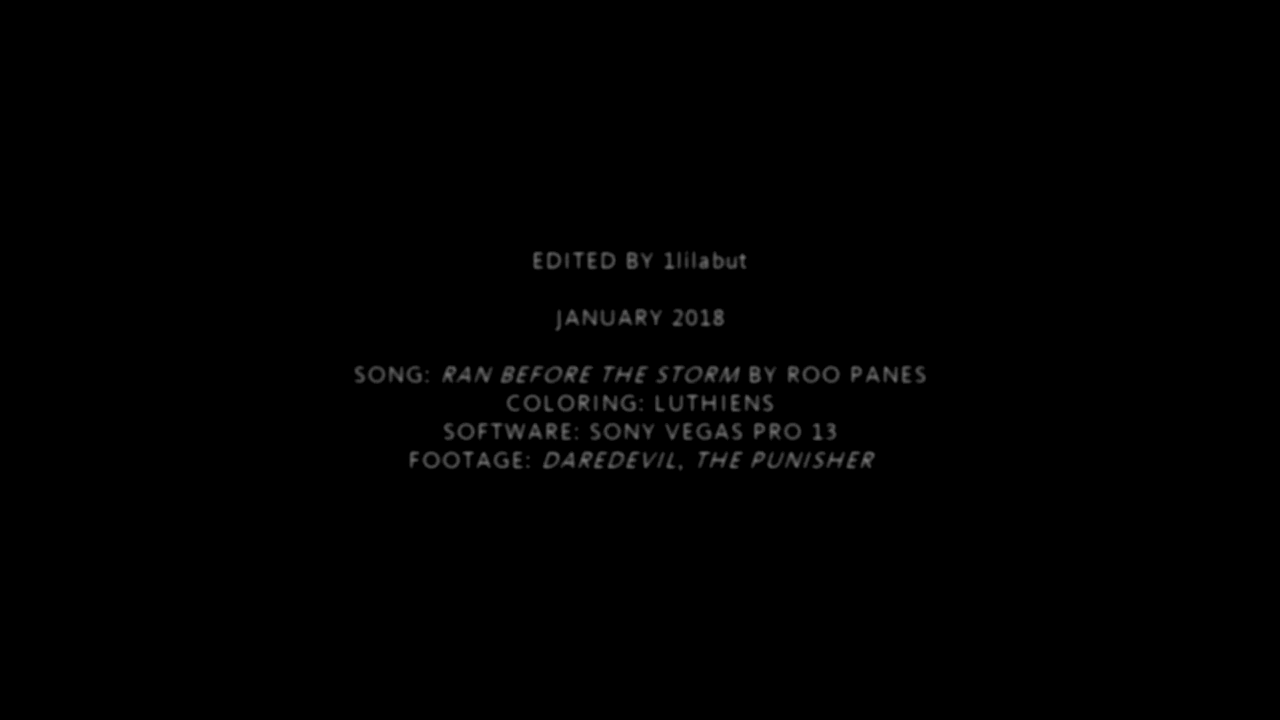 EDITED BY 1lilabut
JANUARY 2018
SONG: RAN BEFORE THE STORM BY ROO PANES
COLORING: LUTHIENS
SOFTWARE: SONY VEGAS PRO 13
FOOTAGE: DAREDEVIL, THE PUNISHER